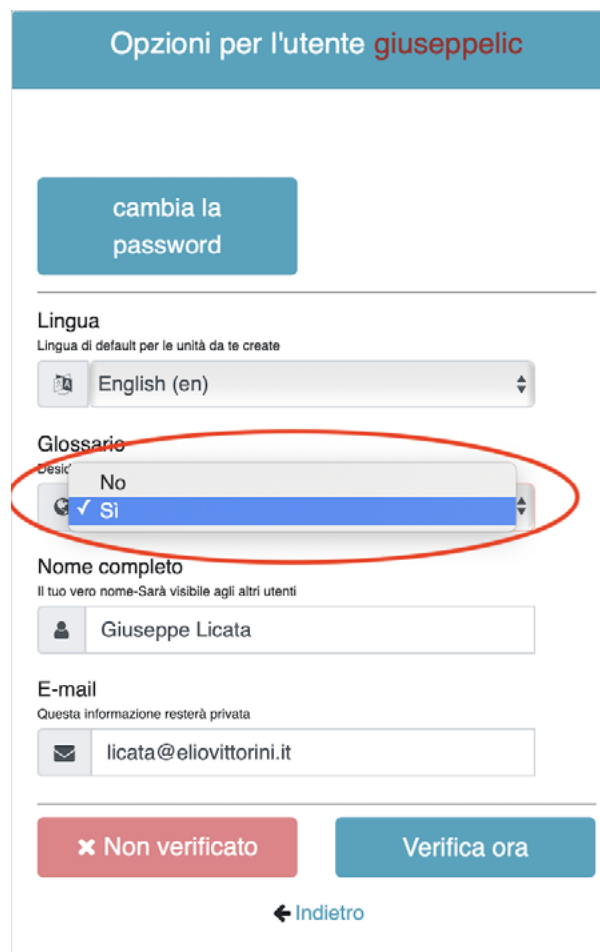 Opzioni per l'utente giuseppelic
cambia la
password
Lingua
Lingua di default per le unità da te create
English (en)
Glossario
No
✓ Sì
Nome completo
Il tuo vero nome-Sarà visibile agli altri utenti
Giuseppe Licata
E-mail
Questa informazione resterà privata
licata@eliovittorini.it
Non verificato
Verifica ora
Indietro